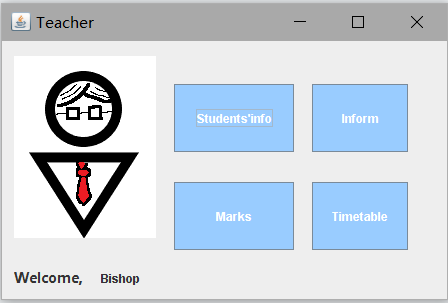 Teacher
Students'info
Inform
Marks
Timetable
Welcome, Bishop